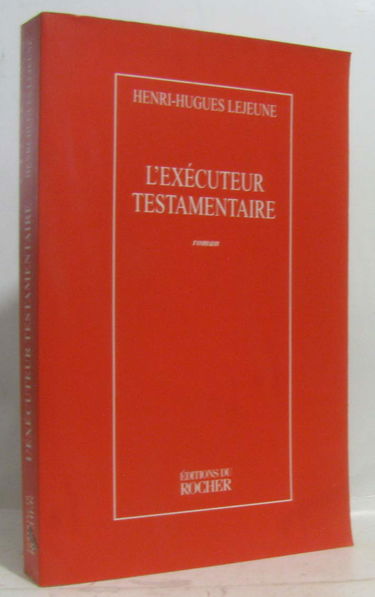 HENRI-HUGUES LEJEUNE
L'EXÉCUTEUR
TESTAMENTAIRE
roman
ÉDITIONS DU
ROCHER
L'EXÉCUTEUR TESTAMENTAIRE